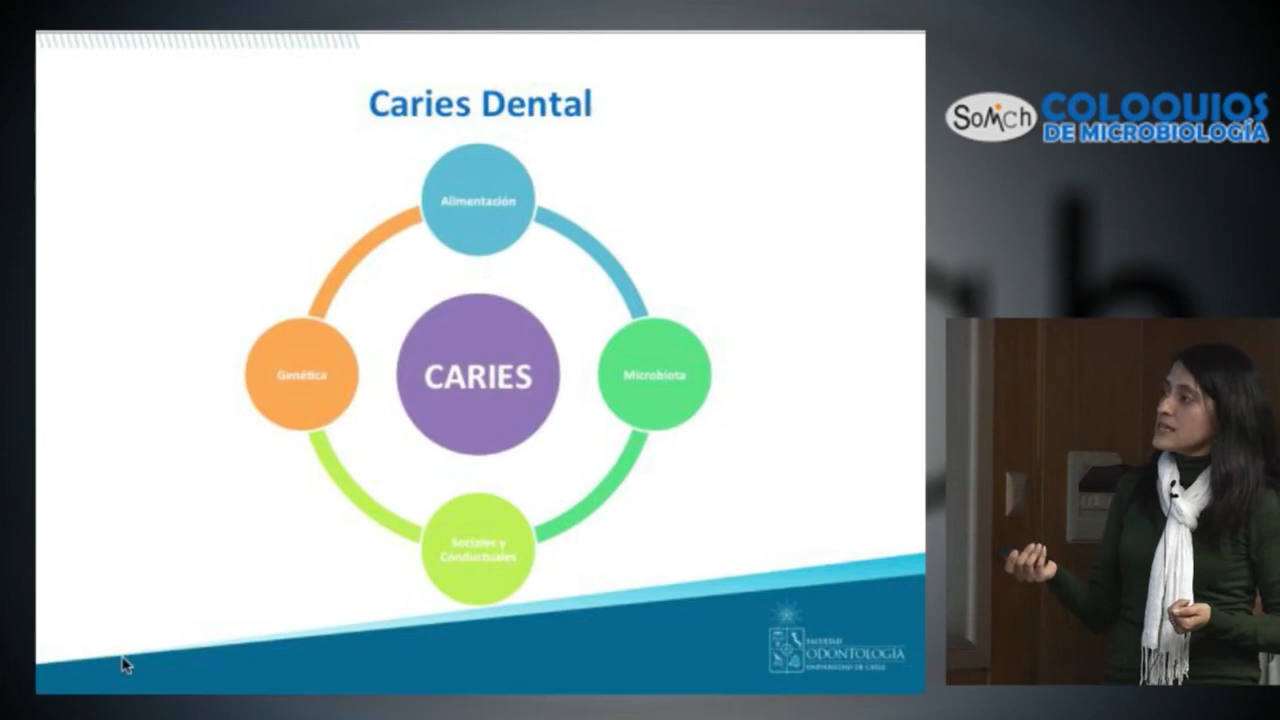 Caries Dental
Alimentación
Genética
CARIES
Microbiota
Sociales y
Conductuales
FACULTAD
ODONTOLOGÍA
UNIVERSIDAD DE CHILE
SoMich
COLOQUIOS
DE MICROBIOLOGÍA